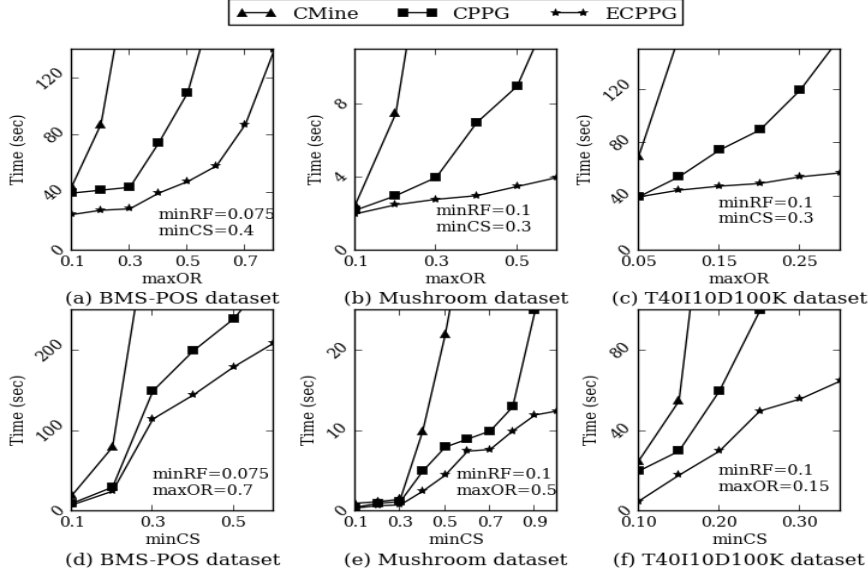 CMine CPPG ECPPG
120
80
40
0
Time (sec)
minRF=0.075
minCS=0.4
0.1 0.3 0.5 0.7
maxOR
(a) BMS-POS dataset
8
4
0
Time (sec)
minRF=0.1
minCS=0.3
0.1 0.3 0.5
maxOR
(b) Mushroom dataset
120
80
40
0
Time (sec)
minRF=0.1
minCS=0.3
0.05 0.15 0.25
maxOR
(c) T40I10D100K dataset
200
100
0
Time (sec)
minRF=0.075
maxOR=0.7
0.1 0.3 0.5
minCS
(d) BMS-POS dataset
20
10
0
Time (sec)
minRF=0.1
maxOR=0.5
0.1 0.3 0.5 0.7 0.9
minCS
(e) Mushroom dataset
80
40
0
Time (sec)
minRF=0.1
maxOR=0.15
0.10 0.20 0.30
minCS
(f) T40I10D100K dataset